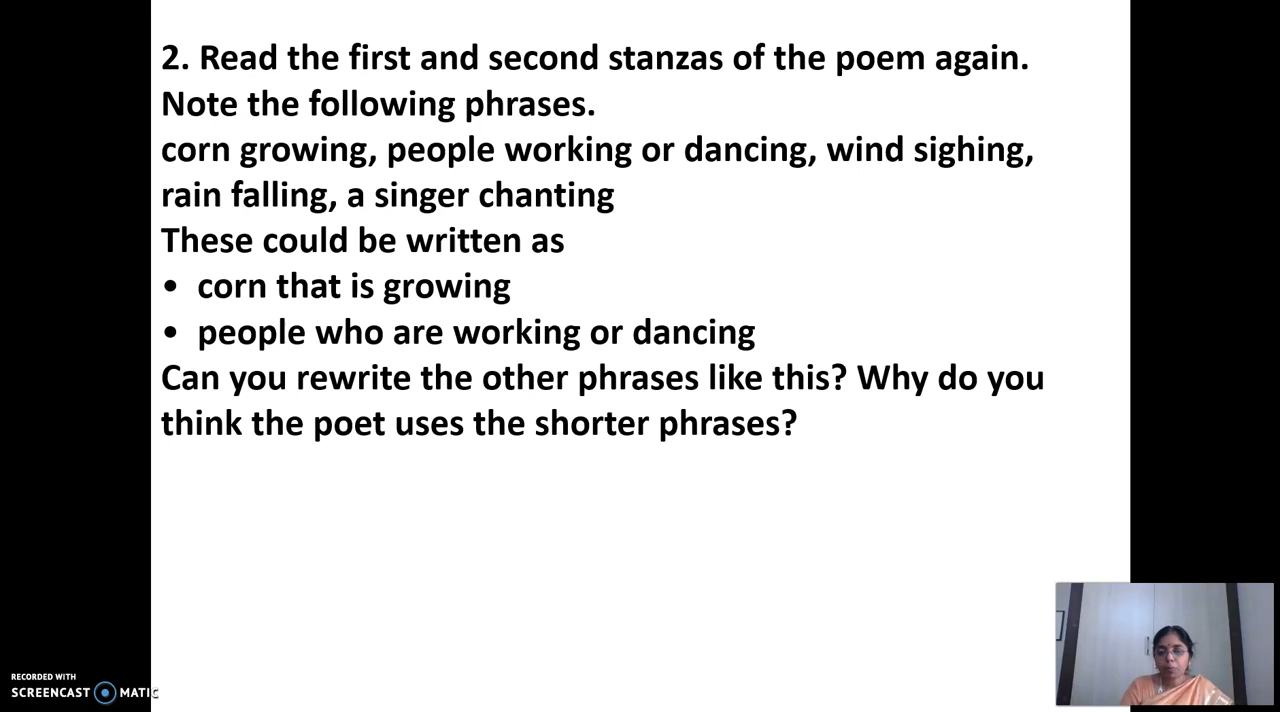 2. Read the first and second stanzas of the poem again.
Note the following phrases.
corn growing, people working or dancing, wind sighing,
rain falling, a singer chanting
These could be written as
• corn that is growing
• people who are working or dancing
Can you rewrite the other phrases like this? Why do you
think the poet uses the shorter phrases?
RECORDED WITH
SCREENCAST MATIC